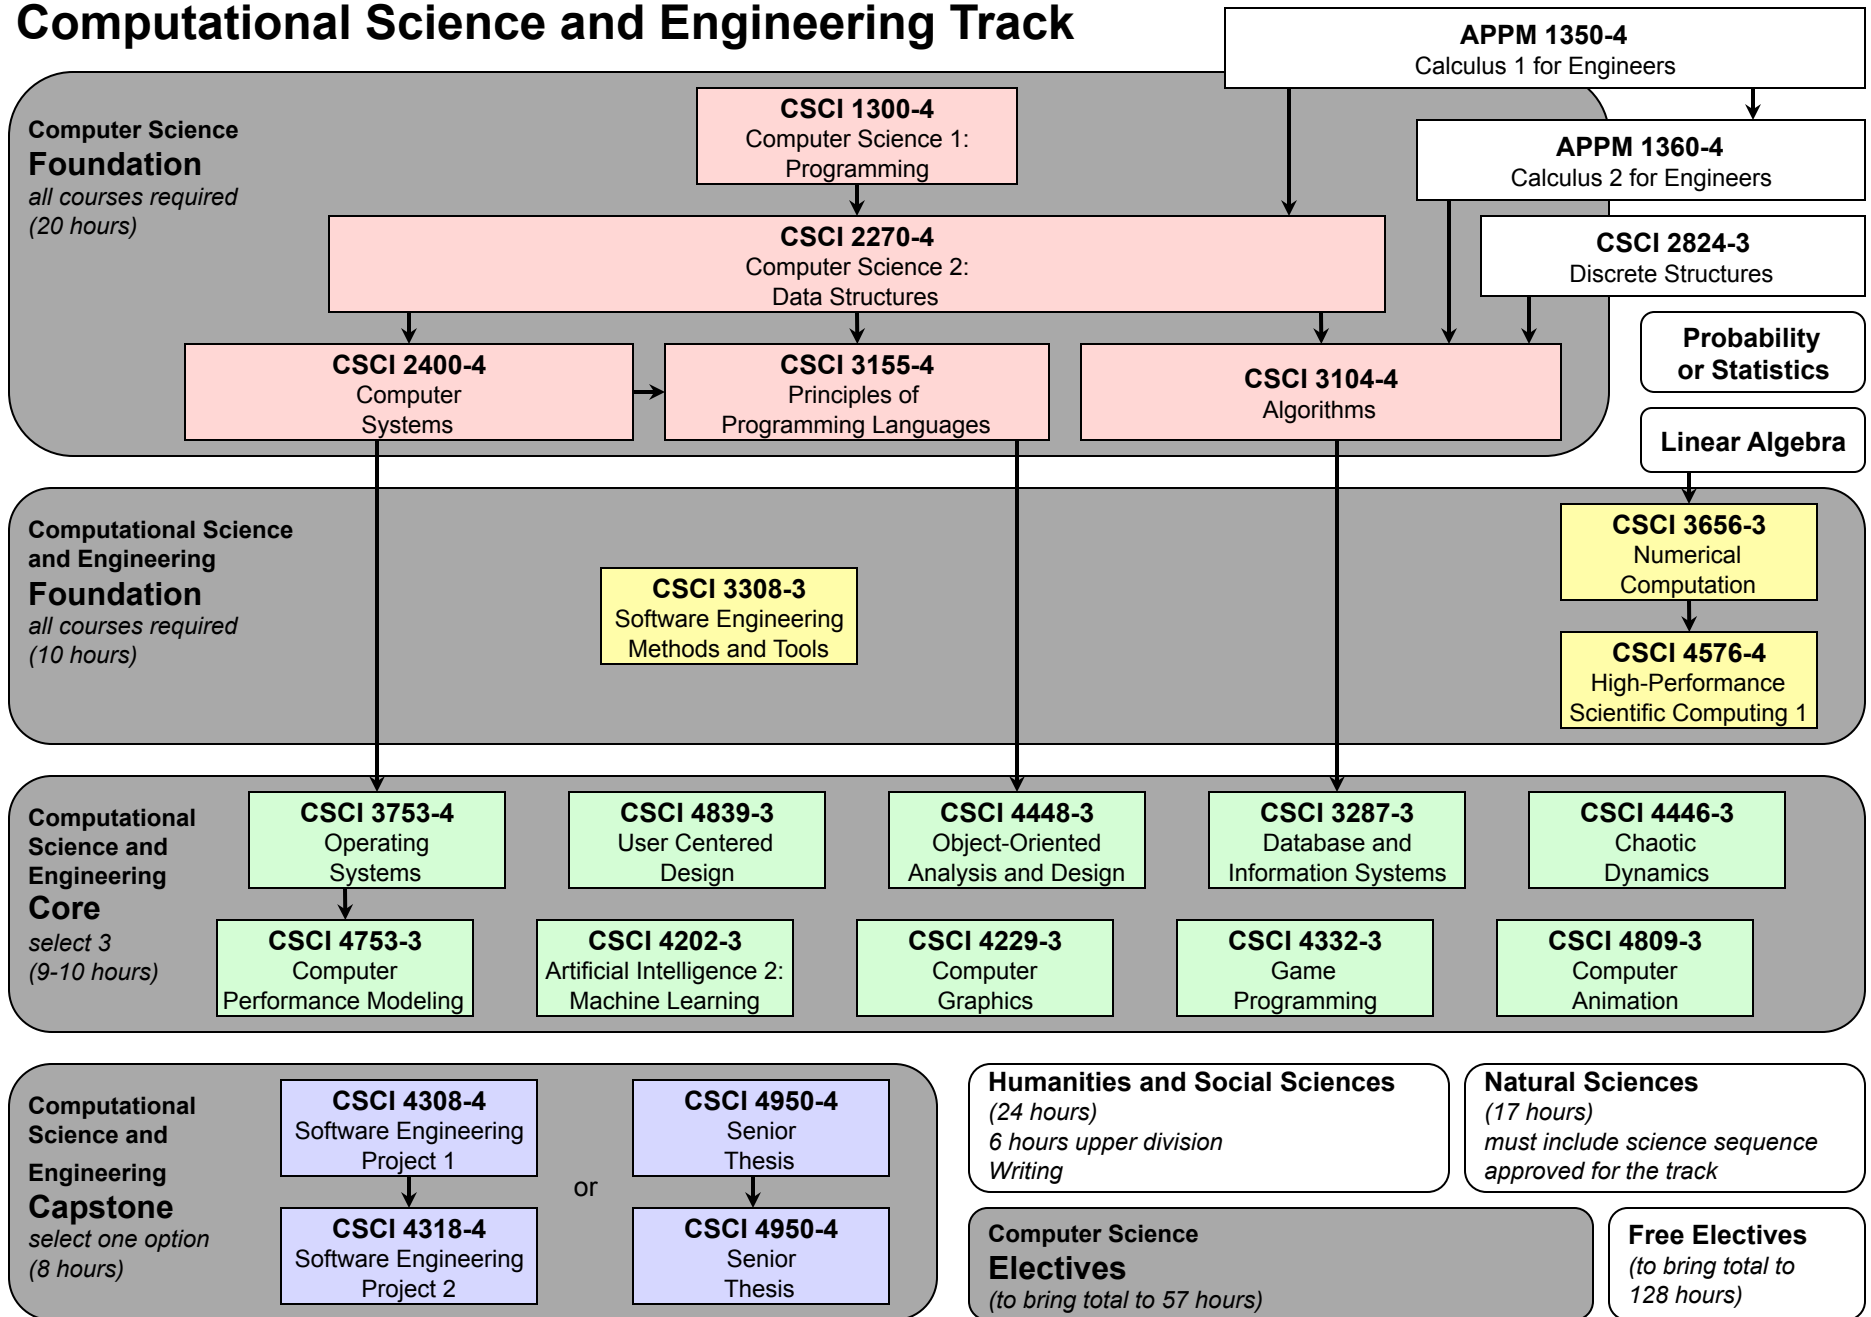 Computational Science and Engineering Track
APPM 1350-4
Calculus 1 for Engineers
Computer Science
Foundation
all courses required
(20 hours)
CSCI 1300-4
Computer Science 1:
Programming
APPM 1360-4
Calculus 2 for Engineers
CSCI 2270-4
Computer Science 2:
Data Structures
CSCI 2824-3
Discrete Structures
CSCI 2400-4
Computer
Systems
CSCI 3155-4
Principles of
Programming Languages
CSCI 3104-4
Algorithms
Probability
or Statistics
Linear Algebra
Computational Science
and Engineering
Foundation
all courses required
(10 hours)
CSCI 3308-3
Software Engineering
Methods and Tools
CSCI 3656-3
Numerical
Computation
CSCI 4576-4
High-Performance
Scientific Computing 1
Computational
Science and
Engineering
Core
select 3
(9-10 hours)
CSCI 3753-4
Operating
Systems
CSCI 4839-3
User Centered
Design
CSCI 4448-3
Object-Oriented
Analysis and Design
CSCI 3287-3
Database and
Information Systems
CSCI 4446-3
Chaotic
Dynamics
CSCI 4753-3
Computer
Performance Modeling
CSCI 4202-3
Artificial Intelligence 2:
Machine Learning
CSCI 4229-3
Computer
Graphics
CSCI 4332-3
Game
Programming
CSCI 4809-3
Computer
Animation
Computational
Science and
Engineering
Capstone
select one option
(8 hours)
CSCI 4308-4
Software Engineering
Project 1
or
CSCI 4950-4
Senior
Thesis
CSCI 4318-4
Software Engineering
Project 2
CSCI 4950-4
Senior
Thesis
Humanities and Social Sciences
(24 hours)
6 hours upper division
Writing
Natural Sciences
(17 hours)
must include science sequence
approved for the track
Computer Science
Electives
(to bring total to 57 hours)
Free Electives
(to bring total to
128 hours)